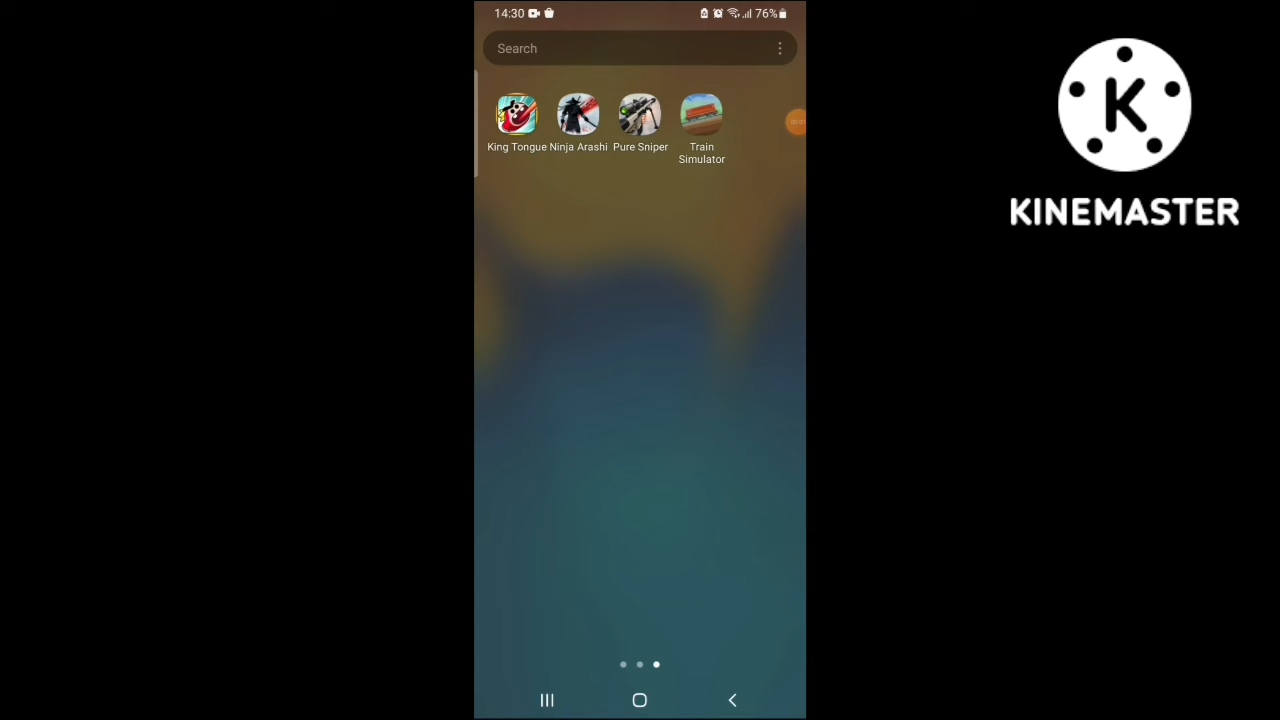 14:30
76%
Search
King Tongue
Ninja Arashi
Pure Sniper
Train
Simulator
K
KINEMASTER